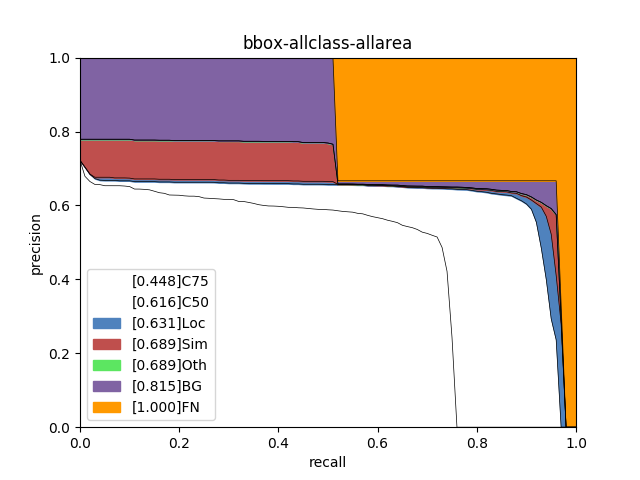 bbox-allclass-allarea
1.0
0.8
0.6
0.4
0.2
0.0
precision
[0.448]C75
[0.616]C50
[0.631]Loc
[0.689]Sim
[0.689]Oth
[0.815]BG
[1.000]FN
0.0 0.2 0.4 0.6 0.8 1.0
recall